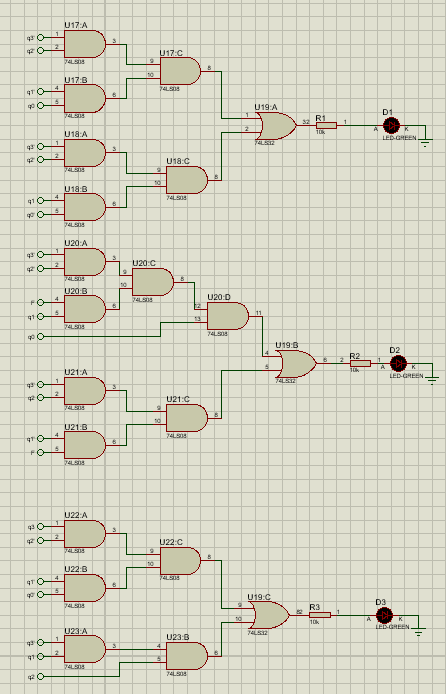 U17:A
q3' 1
3
q2' 2
74LS08
U17:C
9
8
10
74LS08
U17:B
q1' 4
6
q0 5
74LS08
U19:A
1
32
2
74LS32
R1
10k
1
D1
A K
LED-GREEN
U18:A
q3' 1
3
q2' 2
74LS08
U18:C
9
8
10
74LS08
U18:B
q1 4
6
q0' 5
74LS08
U20:A
q3' 1
3
q2' 2
74LS08
U20:C
9
8
10
74LS08
U20:B
F 4
6
q1 5
74LS08
U20:D
12
11
13
74LS08
q0
U19:B
4
6
5
74LS32
2
R2
10k
1
D2
A K
LED-GREEN
U21:A
q3' 1
3
q2 2
74LS08
U21:C
9
8
10
74LS08
U21:B
q1' 4
6
F 5
74LS08
U22:A
q3 1
3
q2' 2
74LS08
U22:C
9
8
10
74LS08
U22:B
q1' 4
6
q0' 5
74LS08
U19:C
9
82
10
74LS32
R3
10k
1
D3
A K
LED-GREEN
U23:A
q3' 1
3
q1 2
74LS08
U23:B
4
6
5
74LS08
q2